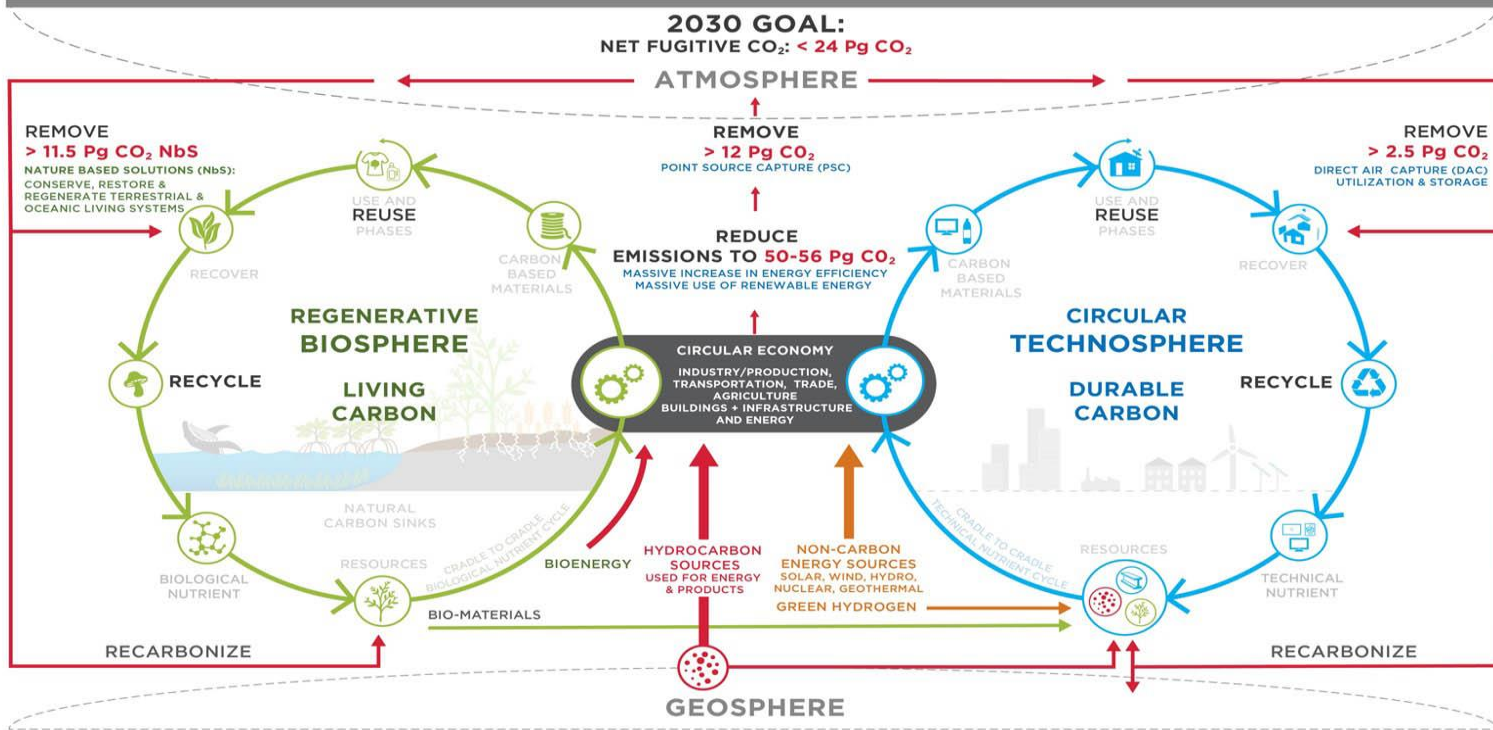 2030 GOAL:
NET FUGITIVE CO₂: < 24 Pg CO₂
ATMOSPHERE
REMOVE
> 11.5 Pg CO₂ NbS
NATURE BASED SOLUTIONS (NbS):
CONSERVE, RESTORE &
REGENERATE TERRESTRIAL &
OCEANIC LIVING SYSTEMS
REMOVE
> 12 Pg C0₂
POINT SOURCE CAPTURE (PSC)
REMOVE
> 2.5 Pg C0₂
DIRECT AIR CAPTURE (DAC)
UTILIZATION & STORAGE
REDUCE
EMISSIONS TO 50-56 Pg CO₂
MASSIVE INCREASE IN ENERGY EFFICIENCY
MASSIVE USE OF RENEWABLE ENERGY
USE AND
REUSE
PHASES
RECOVER
CARBON
BASED
MATERIALS
REGENERATIVE
BIOSPHERE
LIVING
CARBON
RECYCLE
NATURAL
CARBON SINKS
BIOLOGICAL
NUTRIENT
RESOURCES
CRADLE TO CRADLE
BIOLOGICAL NUTRIENT CYCLE
CIRCULAR ECONOMY
INDUSTRY/PRODUCTION,
TRANSPORTATION, TRADE,
AGRICULTURE
BUILDINGS + INFRASTRUCTURE
AND ENERGY
USE AND
REUSE
PHASES
CARBON
BASED
MATERIALS
RECOVER
CIRCULAR
TECHNOSPHERE
DURABLE
CARBON
RECYCLE
CRADLE TO CRADLE
TECHNICAL NUTRIENT CYCLE
RESOURCES
TECHNICAL
NUTRIENT
BIOENERGY
HYDROCARBON
SOURCES
USED FOR ENERGY
& PRODUCTS
NON-CARBON
ENERGY SOURCES
SOLAR, WIND, HYDRO,
NUCLEAR, GEOTHERMAL
GREEN HYDROGEN
BIO-MATERIALS
RECARBONIZE
RECARBONIZE
GEOSPHERE